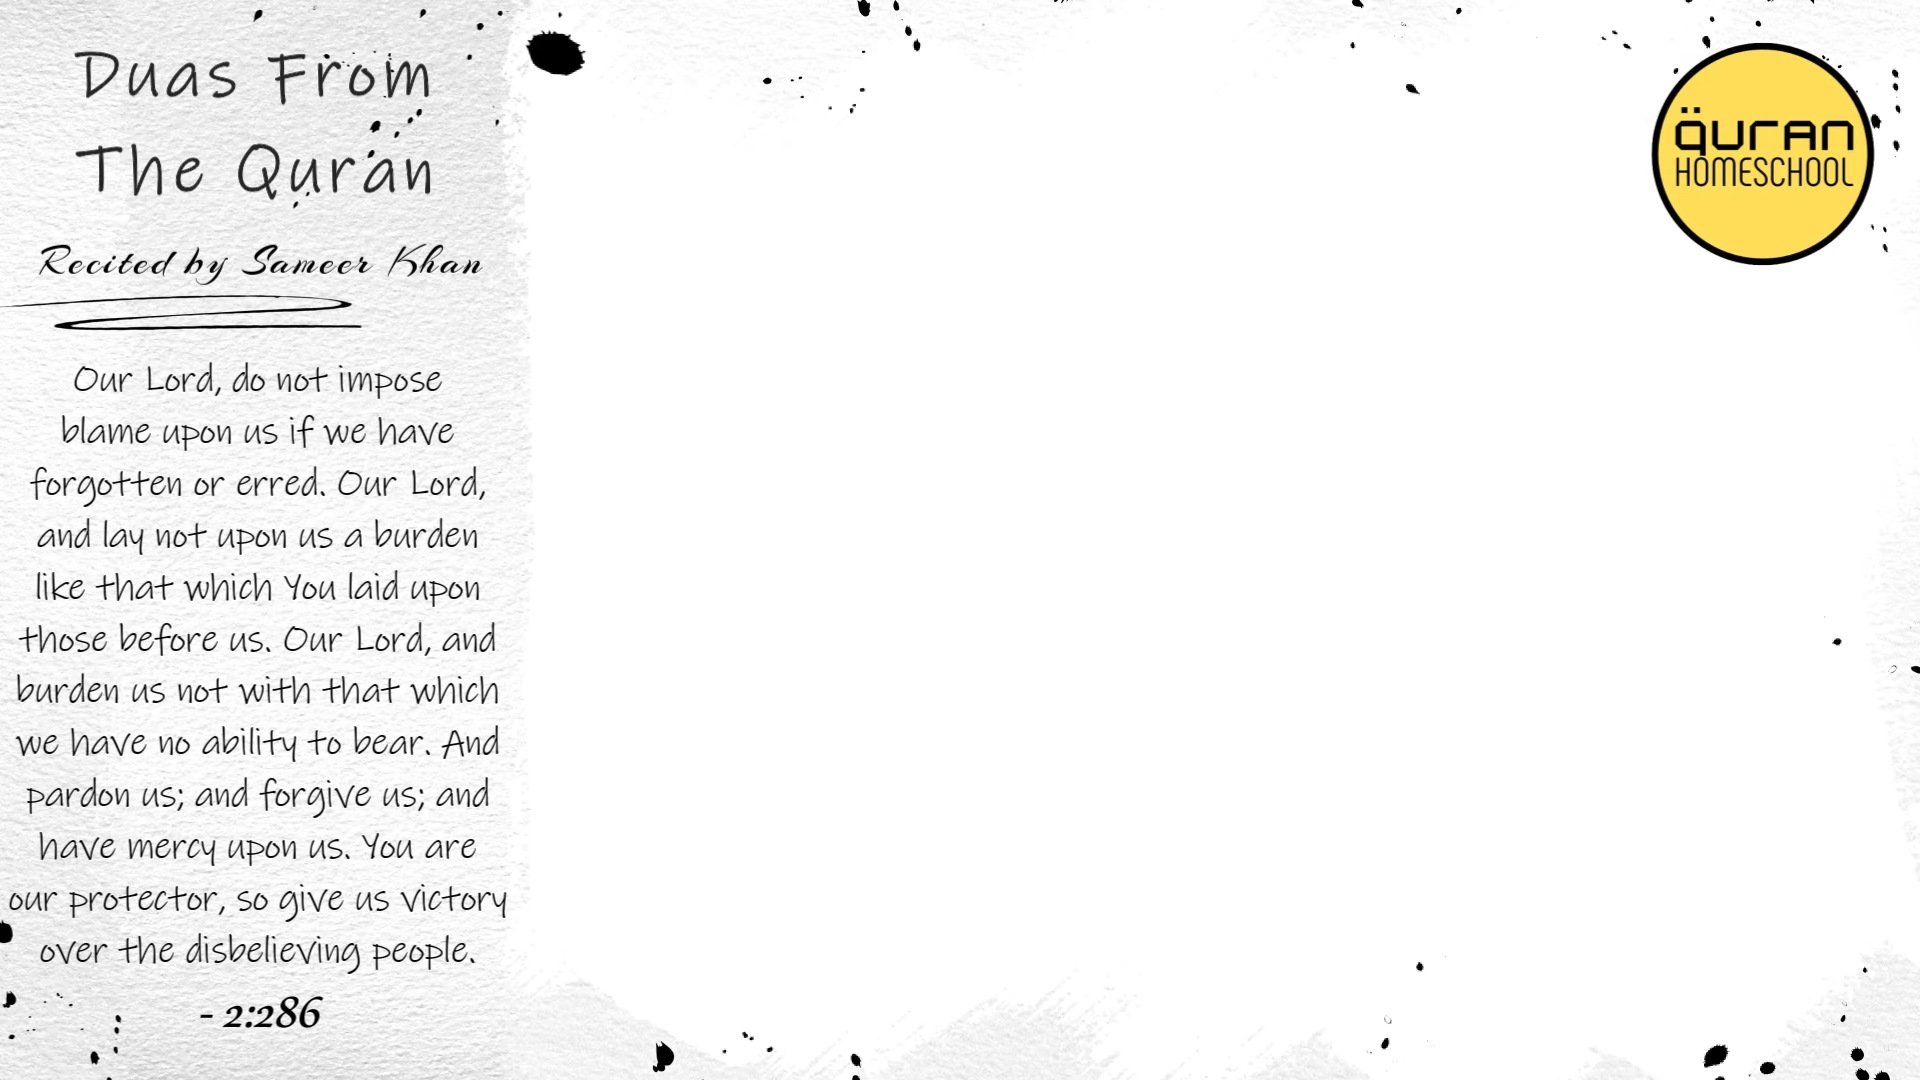 Duas From
The Quran
Recited by Sameer Khan
Our Lord, do not impose
blame upon us if we have
forgotten or erred. Our Lord,
and lay not upon us a burden
like that which You laid upon
those before us. Our Lord, and
burden us not with that which
we have no ability to bear. And
pardon us; and forgive us; and
have mercy upon us. You are
our protector, so give us victory
over the disbelieving people.
- 2:286
QURAN
HOMESCHOOL